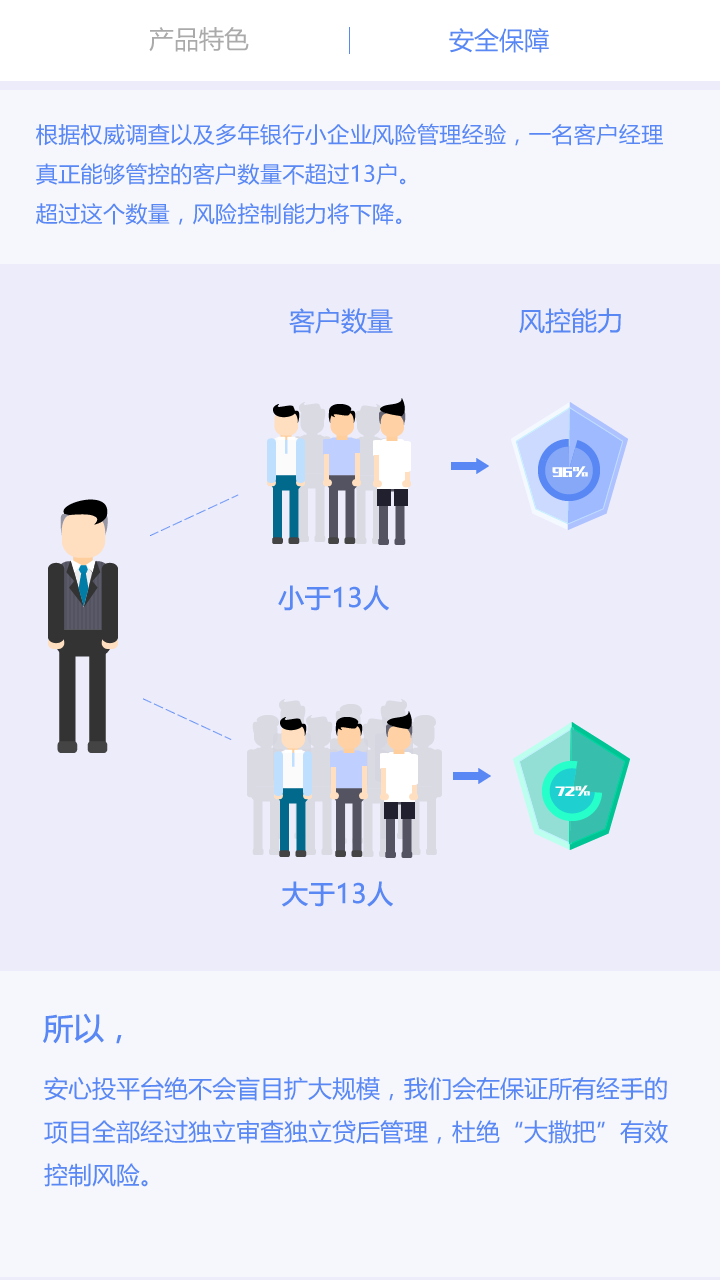 产品特色
安全保障
根据权威调查以及多年银行小企业风险管理经验，一名客户经理
真正能够管控的客户数量不超过13户。
超过这个数量，风险控制能力将下降。
客户数量
风控能力
96%
小于13人
72%
大于13人
所以，
安心投平台绝不会盲目扩大规模，我们会在保证所有经手的
项目全部经过独立审查独立贷后管理，杜绝“大撒把”有效
控制风险。